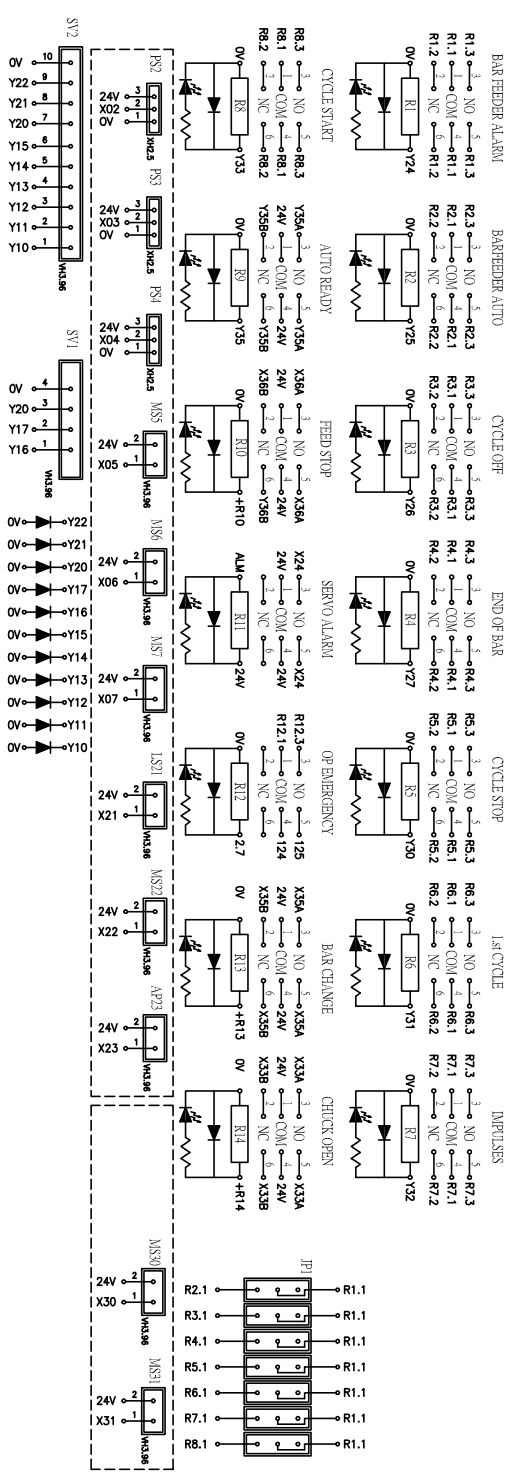 BAR FEEDER ALARM
R1.3 3 NO 5 R1.3
R1.1 1 COM 4 R1.1
R1.2 2 NC 6 R1.2
0V R1 Y24
BARFEEDER AUTO
R2.3 3 NO 5 R2.3
R2.1 1 COM 4 R2.1
R2.2 2 NC 6 R2.2
0V R2 Y25
CYCLE OFF
R3.3 3 NO 5 R3.3
R3.1 1 COM 4 R3.1
R3.2 2 NC 6 R3.2
0V R3 Y26
END OF BAR
R4.3 3 NO 5 R4.3
R4.1 1 COM 4 R4.1
R4.2 2 NC 6 R4.2
0V R4 Y27
CYCLE STOP
R5.3 3 NO 5 R5.3
R5.1 1 COM 4 R5.1
R5.2 2 NC 6 R5.2
0V R5 Y30
1.st CYCLE
R6.3 3 NO 5 R6.3
R6.1 1 COM 4 R6.1
R6.2 2 NC 6 R6.2
0V R6 Y31
IMPULSES
R7.3 3 NO 5 R7.3
R7.1 1 COM 4 R7.1
R7.2 2 NC 6 R7.2
0V R7 Y32
CYCLE START
R8.3 3 NO 5 R8.3
R8.1 1 COM 4 R8.1
R8.2 2 NC 6 R8.2
0V R8 Y33
AUTO READY
Y35A 3 NO 5 Y35A
24V 1 COM 4 24V
Y35B 2 NC 6 Y35B
0V R9 Y35
FEED STOP
X36A 3 NO 5 X36A
24V 1 COM 4 24V
X36B 2 NC 6 Y36B
0V R10 +R10
SERVO ALARM
X24 3 NO 5 X24
24V 1 COM 4 24V
2 NC 6
ALM R11 24V
OP EMERGENCY
R12.3 3 NO 5 125
R12.1 1 COM 4 124
2 NC 6
0V R12 2.7
BAR CHANGE
X35A 3 NO 5 X35A
24V 1 COM 4 24V
X35B 2 NC 6 X35B
0V R13 +R13
CHUCK OPEN
X33A 3 NO 5 X33A
24V 1 COM 4 24V
X33B 2 NC 6 X33B
0V R14 +R14
JP1
R2.1 R1.1
R3.1 R1.1
R4.1 R1.1
R5.1 R1.1
R6.1 R1.1
R7.1 R1.1
R8.1 R1.1
PS2
24V 3
X02 2
0V 1
XH2.5
PS3
24V 3
X03 2
0V 1
XH2.5
PS4
24V 3
X04 2
0V 1
XH2.5
MS5
24V 2
X05 1
VH3.96
MS6
24V 2
X06 1
VH3.96
MS7
24V 2
X07 1
VH3.96
LS21
24V 2
X21 1
VH3.96
MS22
24V 2
X22 1
VH3.96
AP23
24V 2
X23 1
VH3.96
MS30
24V 2
X30 1
VH3.96
MS31
24V 2
X31 1
VH3.96
SV2
0V 10
Y22 9
Y21 8
Y20 7
Y15 6
Y14 5
Y13 4
Y12 3
Y11 2
Y10 1
VH3.96
SV1
0V 4
Y20 3
Y17 2
Y16 1
VH3.96
0V Y22
0V Y21
0V Y20
0V Y17
0V Y16
0V Y15
0V Y14
0V Y13
0V Y12
0V Y11
0V Y10